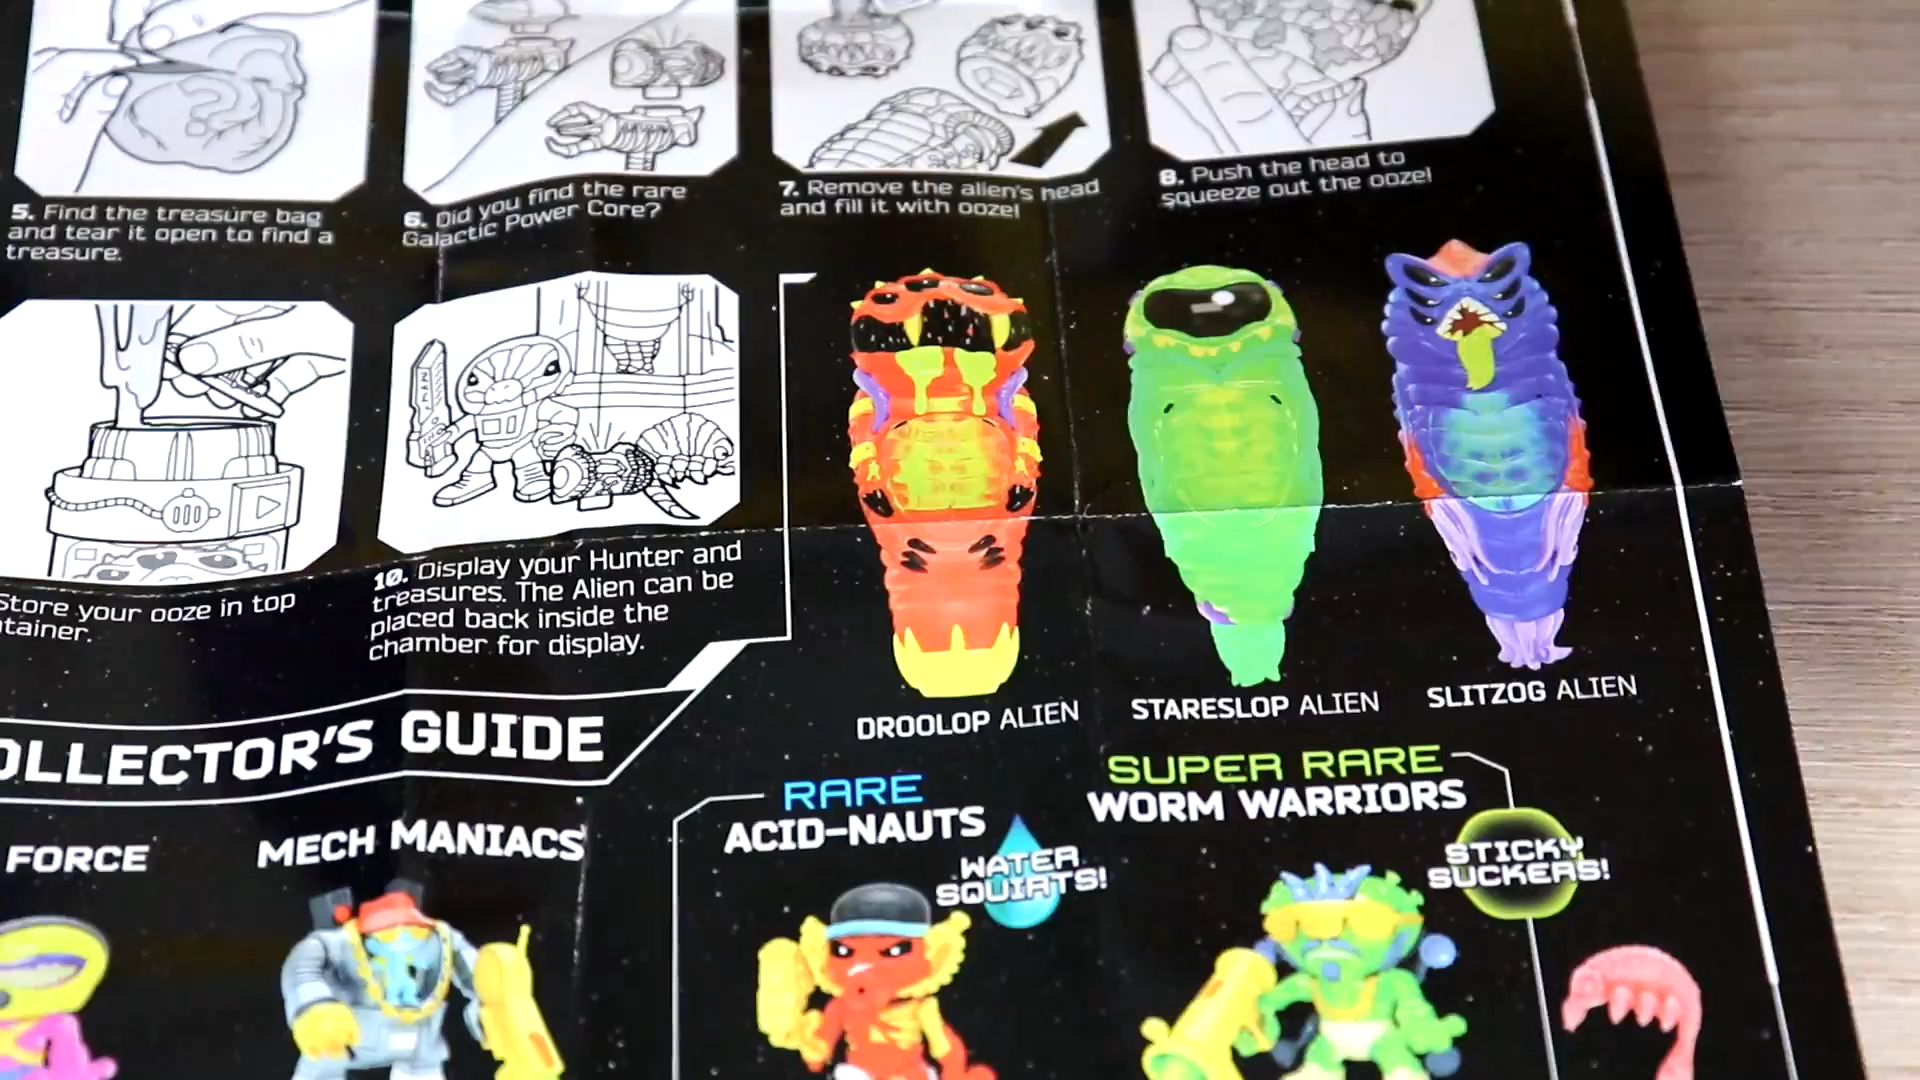 5. Find the treasure bag
and tear it open to find a
treasure.
6. Did you find the rare
Galactic Power Core?
7. Remove the alien's head
and fill it with ooze!
8. Push the head to
squeeze out the ooze!
Store your ooze in top
tainer.
10. Display your Hunter and
treasures. The Alien can be
placed back inside the
chamber for display.
DROOLOP ALIEN
STARESLOP ALIEN
SLITZOG ALIEN
OLLECTOR'S GUIDE
FORCE
MECH MANIACS
RARE
ACID-NAUTS
WATER
SQUIRTS!
SUPER RARE
WORM WARRIORS
STICKY
SUCKERS!